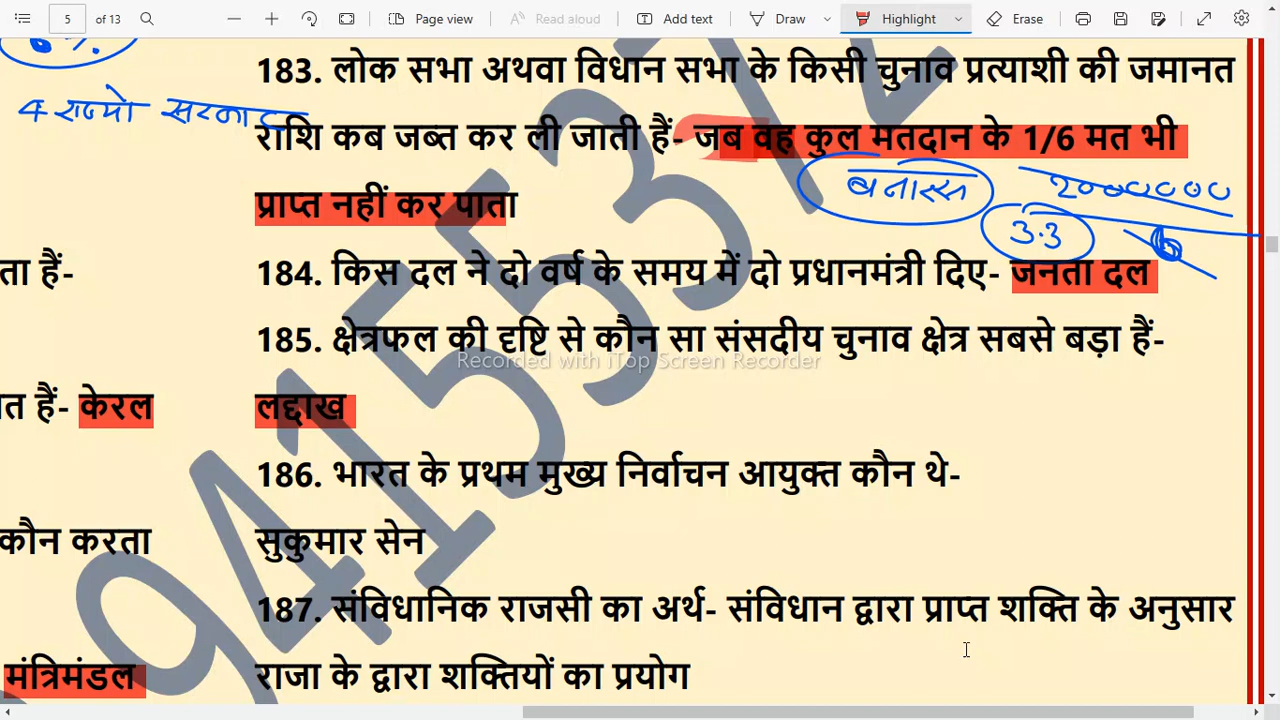 5 of 13 Page view Read aloud Add text Draw Highlight Erase
6%.
183. लोक सभा अथवा विधान सभा के किसी चुनाव प्रत्याशी की जमानत
4 राज्यो सरकार
राशि कब जब्त कर ली जाती हैं- जब वह कुल मतदान के 1/6 मत भी
2000000
प्राप्त नहीं कर पाता
3.3 6
ता हैं-
184. किस दल ने दो वर्ष के समय में दो प्रधानमंत्री दिए- जनता दल
185. क्षेत्रफल की दृष्टि से कौन सा संसदीय चुनाव क्षेत्र सबसे बड़ा हैं-
Recorded with iTop Screen Recorder
त हैं- केरल
लद्दाख
186. भारत के प्रथम मुख्य निर्वाचन आयुक्त कौन थे-
कौन करता
सुकुमार सेन
187. संविधानिक राजसी का अर्थ- संविधान द्वारा प्राप्त शक्ति के अनुसार
मंत्रिमंडल
राजा के द्वारा शक्तियों का प्रयोग